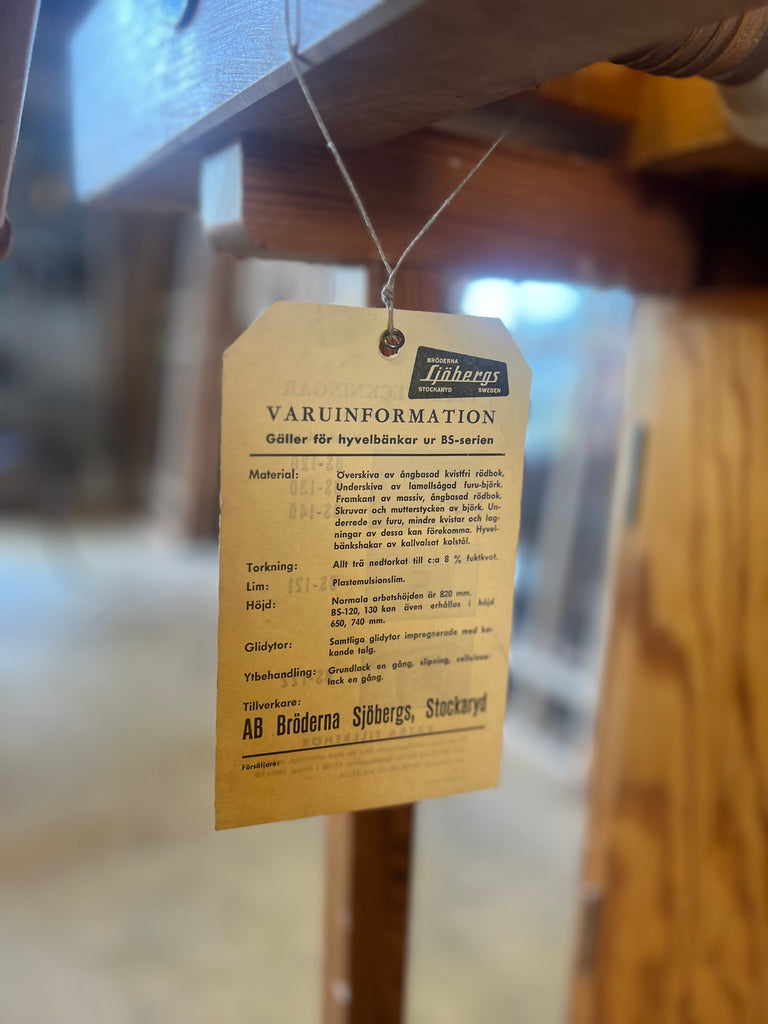 BRÖDERNA
Sjöbergs
STOCKARYD SWEDEN
VARUINFORMATION
Gäller för hyvelbänkar ur BS-serien
Material: Överskiva av ångbasad kvistfri rödbok,
Underskiva av lamellsågad furu-björk.
Framkant av massiv, ångbasad rödbok.
Skruvar och mutterstycken av björk. Un-
derrede av furu, mindre kvistar och lag-
ningar av dessa kan förekomma. Hyvel-
bänkshakar av kallvalsat kolstål.
Torkning: Allt trä nedtorkat till c:a 8 % fuktkvot.
Lim: Plastemulsionslim.
Höjd: Normala arbetshöjden är 820 mm.
BS-120, 130 kan även erhållas i höjd
650, 740 mm.
Glidytor: Samtliga glidytor impregnerade med ko-
kande talg.
Ytbehandling: Grundlack en gång, slipning, cellulosa-
lack en gång.
Tillverkare:
AB Bröderna Sjöbergs, Stockaryd
Försäljare: